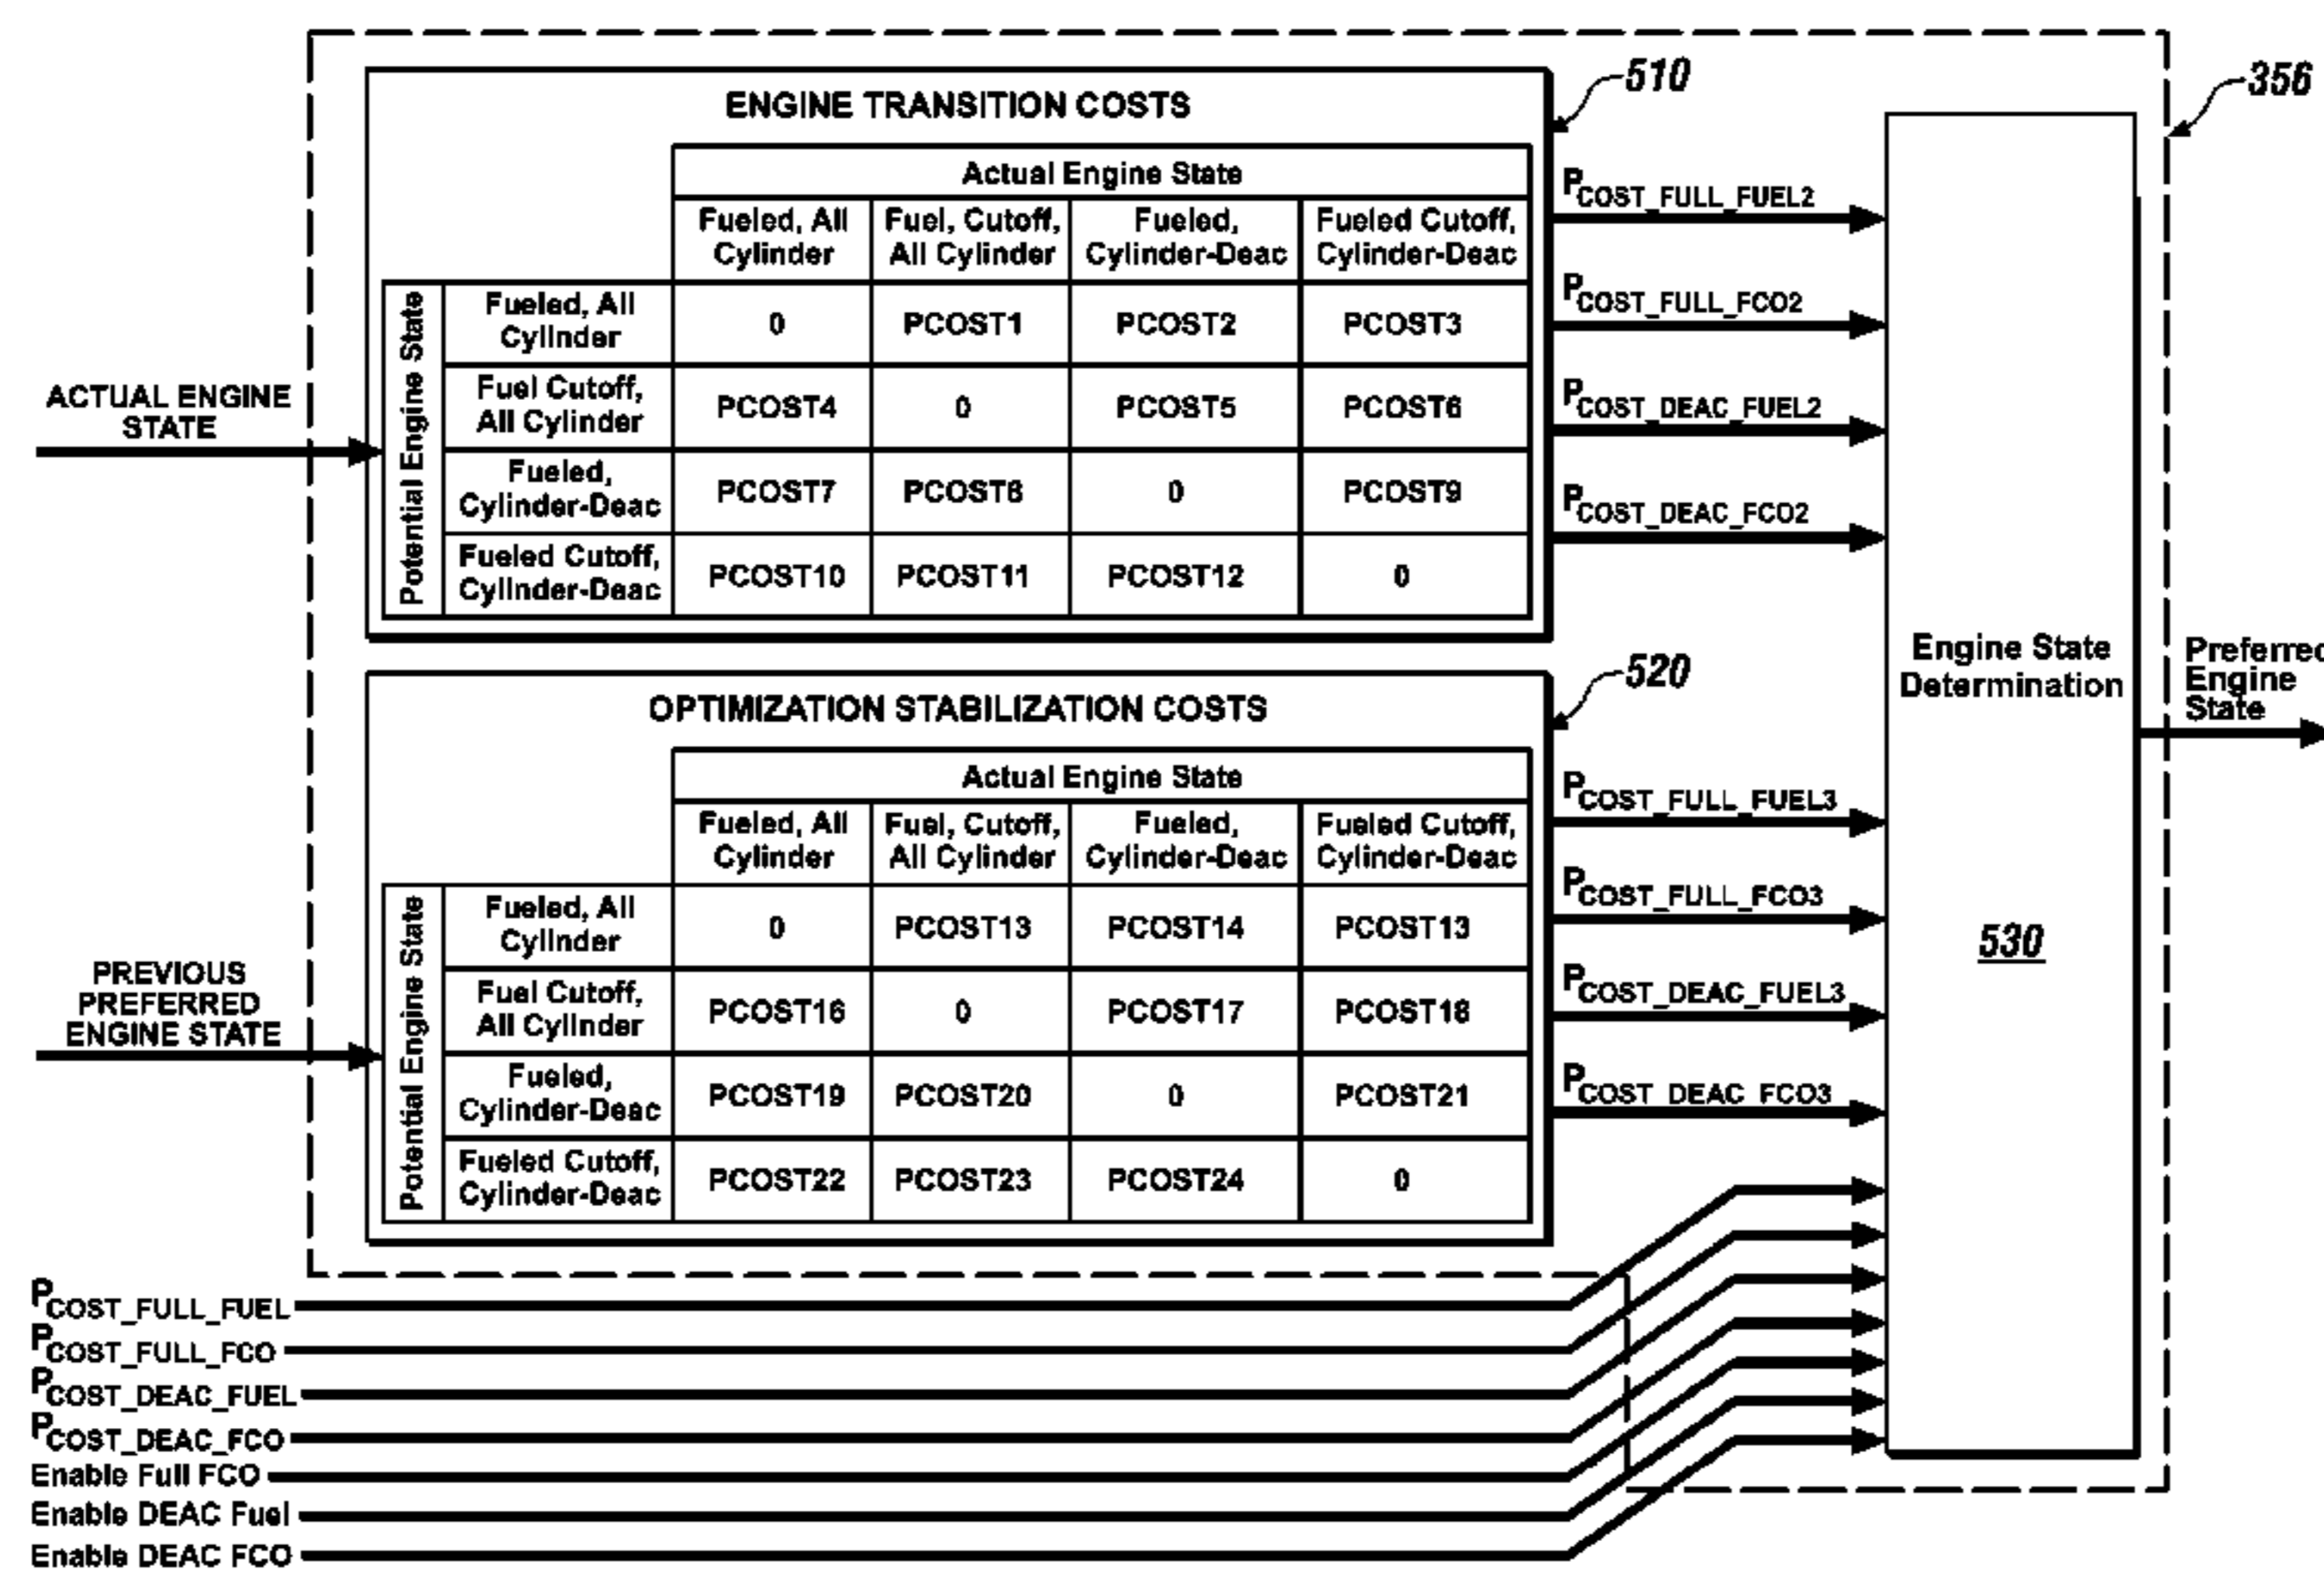 356
510
ENGINE TRANSITION COSTS
Actual Engine State
Fueled, All Cylinder
Fuel, Cutoff, All Cylinder
Fueled, Cylinder-Deac
Fueled Cutoff, Cylinder-Deac
Potential Engine State
Fueled, All Cylinder 0 PCOST1 PCOST2 PCOST3
Fuel Cutoff, All Cylinder PCOST4 0 PCOST5 PCOST6
Fueled, Cylinder-Deac PCOST7 PCOST8 0 PCOST9
Fueled Cutoff, Cylinder-Deac PCOST10 PCOST11 PCOST12 0
ACTUAL ENGINE
STATE
PCOST_FULL_FUEL2
PCOST_FULL_FCO2
PCOST_DEAC_FUEL2
PCOST_DEAC_FCO2
520
OPTIMIZATION STABILIZATION COSTS
Actual Engine State
Fueled, All Cylinder
Fuel, Cutoff, All Cylinder
Fueled, Cylinder-Deac
Fueled Cutoff, Cylinder-Deac
Potential Engine State
Fueled, All Cylinder 0 PCOST13 PCOST14 PCOST13
Fuel Cutoff, All Cylinder PCOST16 0 PCOST17 PCOST18
Fueled, Cylinder-Deac PCOST19 PCOST20 0 PCOST21
Fueled Cutoff, Cylinder-Deac PCOST22 PCOST23 PCOST24 0
PREVIOUS
PREFERRED
ENGINE STATE
PCOST_FULL_FUEL3
PCOST_FULL_FCO3
PCOST_DEAC_FUEL3
PCOST_DEAC_FCO3
Engine State
Determination
530
Preferred
Engine
State
PCOST_FULL_FUEL
PCOST_FULL_FCO
PCOST_DEAC_FUEL
PCOST_DEAC_FCO
Enable Full FCO
Enable DEAC Fuel
Enable DEAC FCO